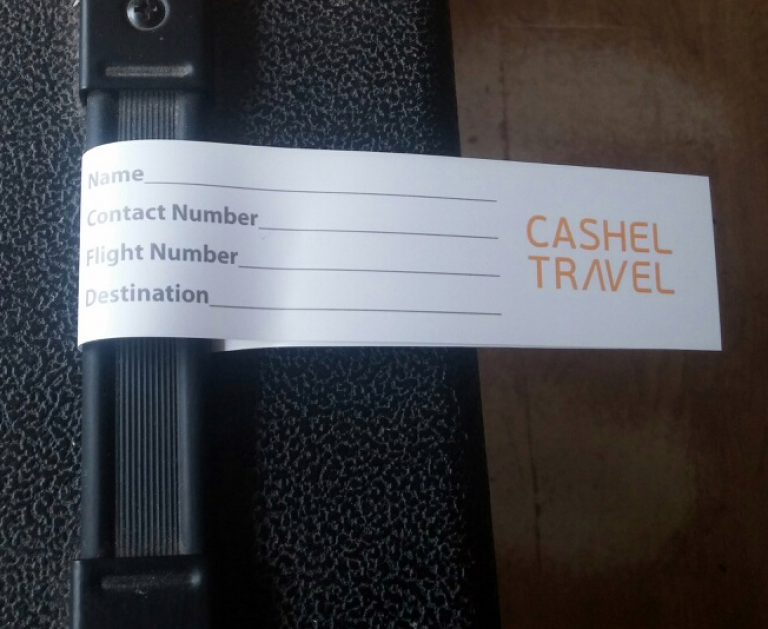 Name
Contact Number
Flight Number
Destination
CASHEL
TRAVEL